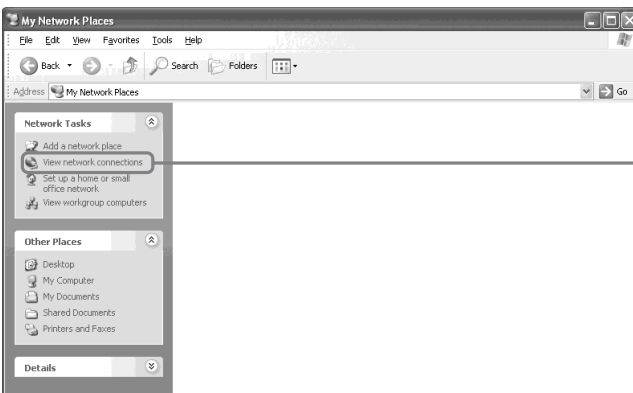 My Network Places
File Edit View Favorites Tools Help
Back Search Folders
Address My Network Places Go
Network Tasks
Add a network place
View network connections
Set up a home or small
office network
View workgroup computers
Other Places
Desktop
My Computer
My Documents
Shared Documents
Printers and Faxes
Details